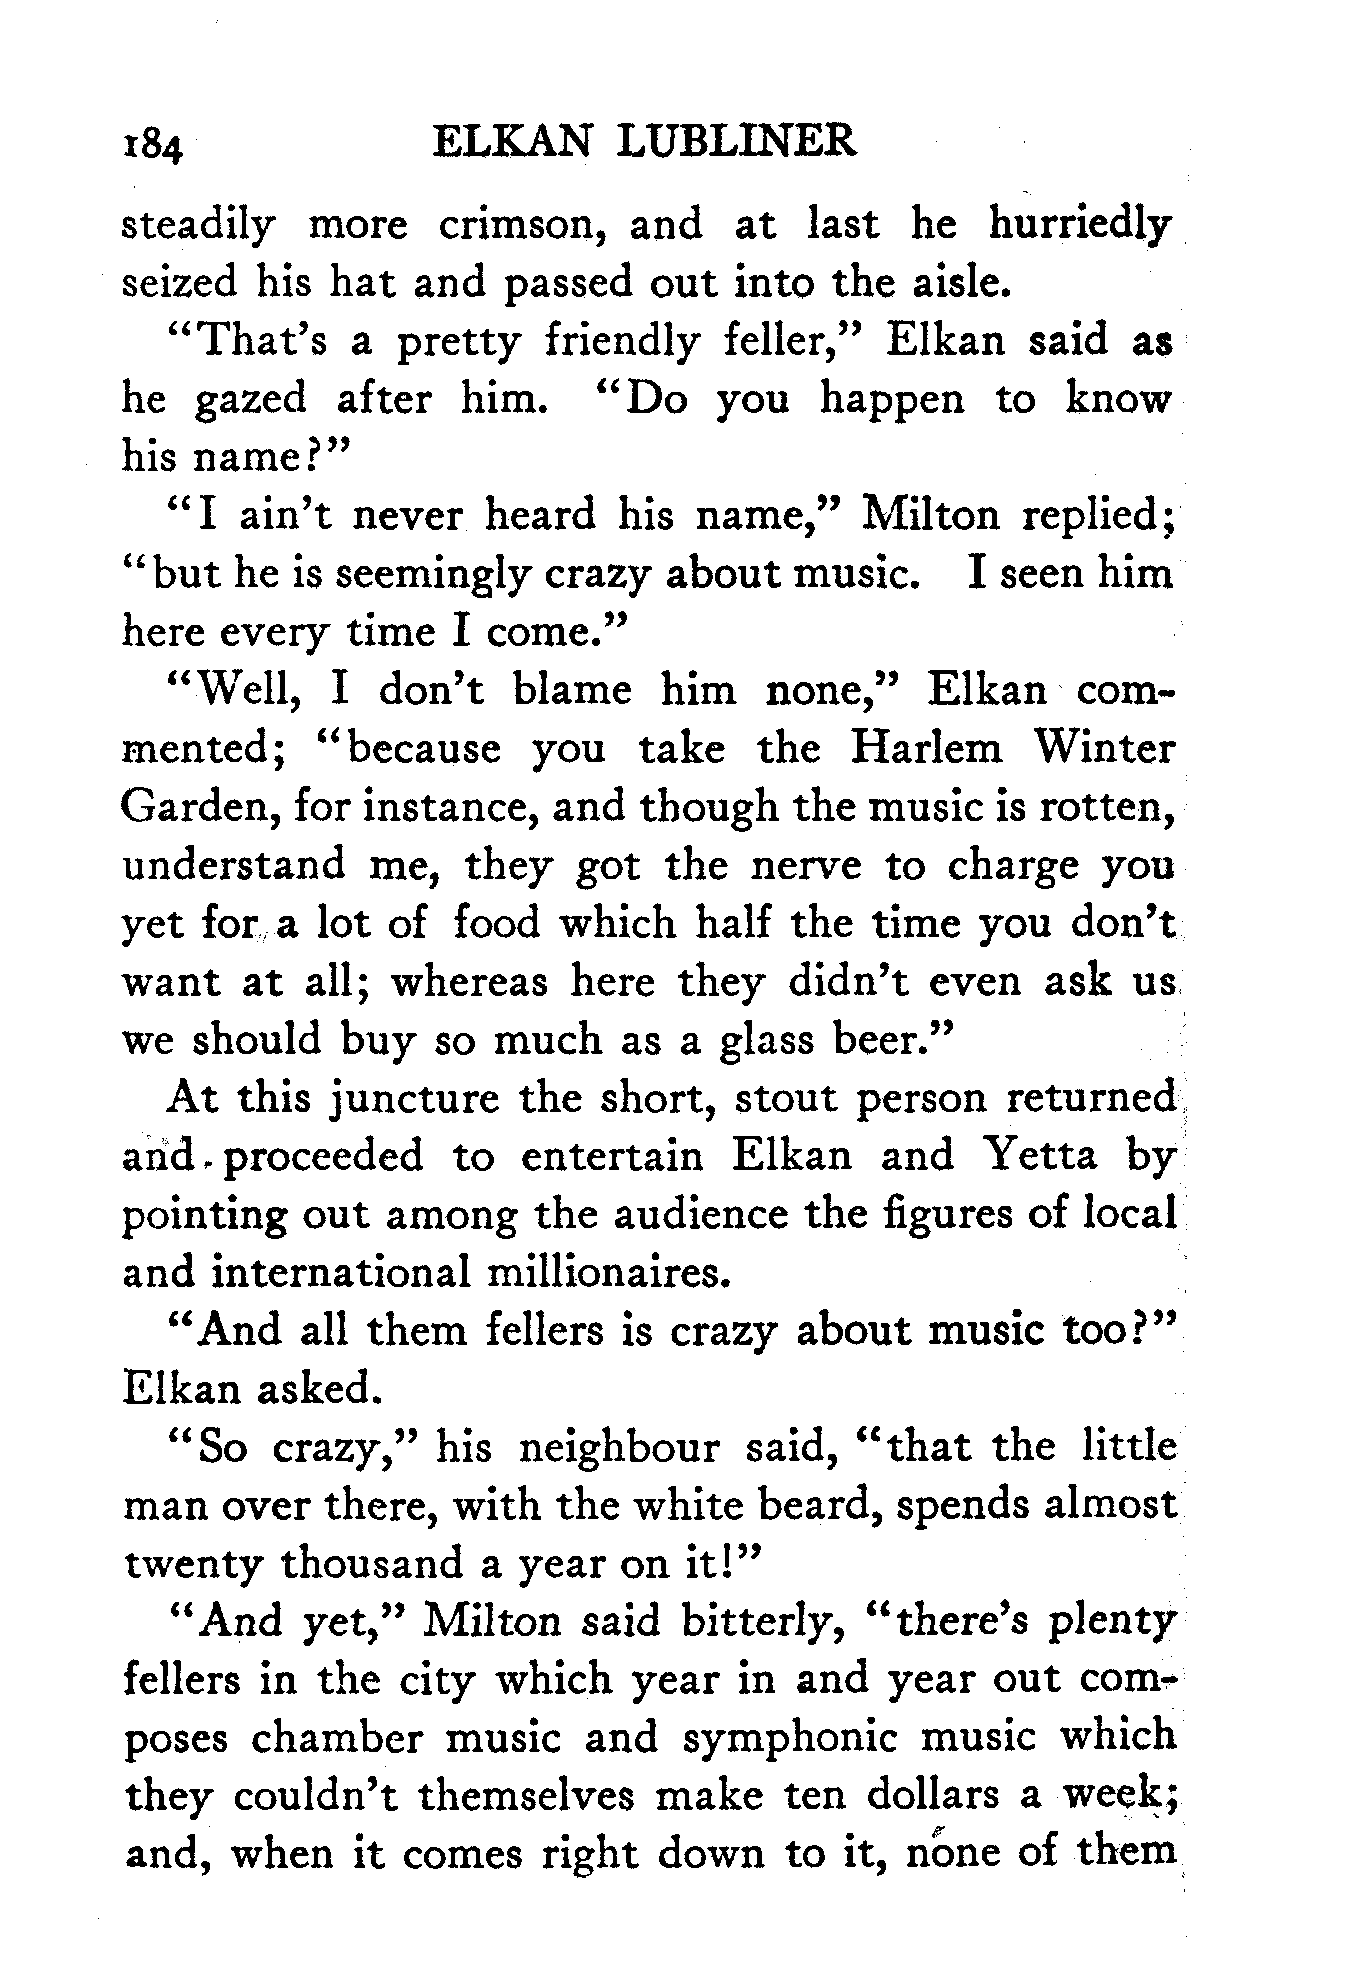 184 ELKAN LUBLINER
steadily more crimson, and at last he hurriedly
seized his hat and passed out into the aisle.
"That's a pretty friendly feller," Elkan said as
he gazed after him. "Do you happen to know
his name?"
"I ain't never heard his name," Milton replied;
"but he is seemingly crazy about music. I seen him
here every time I come."
"Well, I don't blame him none," Elkan com-
mented; "because you take the Harlem Winter
Garden, for instance, and though the music is rotten,
understand me, they got the nerve to charge you
yet for a lot of food which half the time you don't
want at all; whereas here they didn't even ask us
we should buy so much as a glass beer."
At this juncture the short, stout person returned
and proceeded to entertain Elkan and Yetta by
pointing out among the audience the figures of local
and international millionaires.
"And all them fellers is crazy about music too?"
Elkan asked.
"So crazy," his neighbour said, "that the little
man over there, with the white beard, spends almost
twenty thousand a year on it!"
"And yet," Milton said bitterly, "there's plenty
fellers in the city which year in and year out com-
poses chamber music and symphonic music which
they couldn't themselves make ten dollars a week;
and, when it comes right down to it, none of them